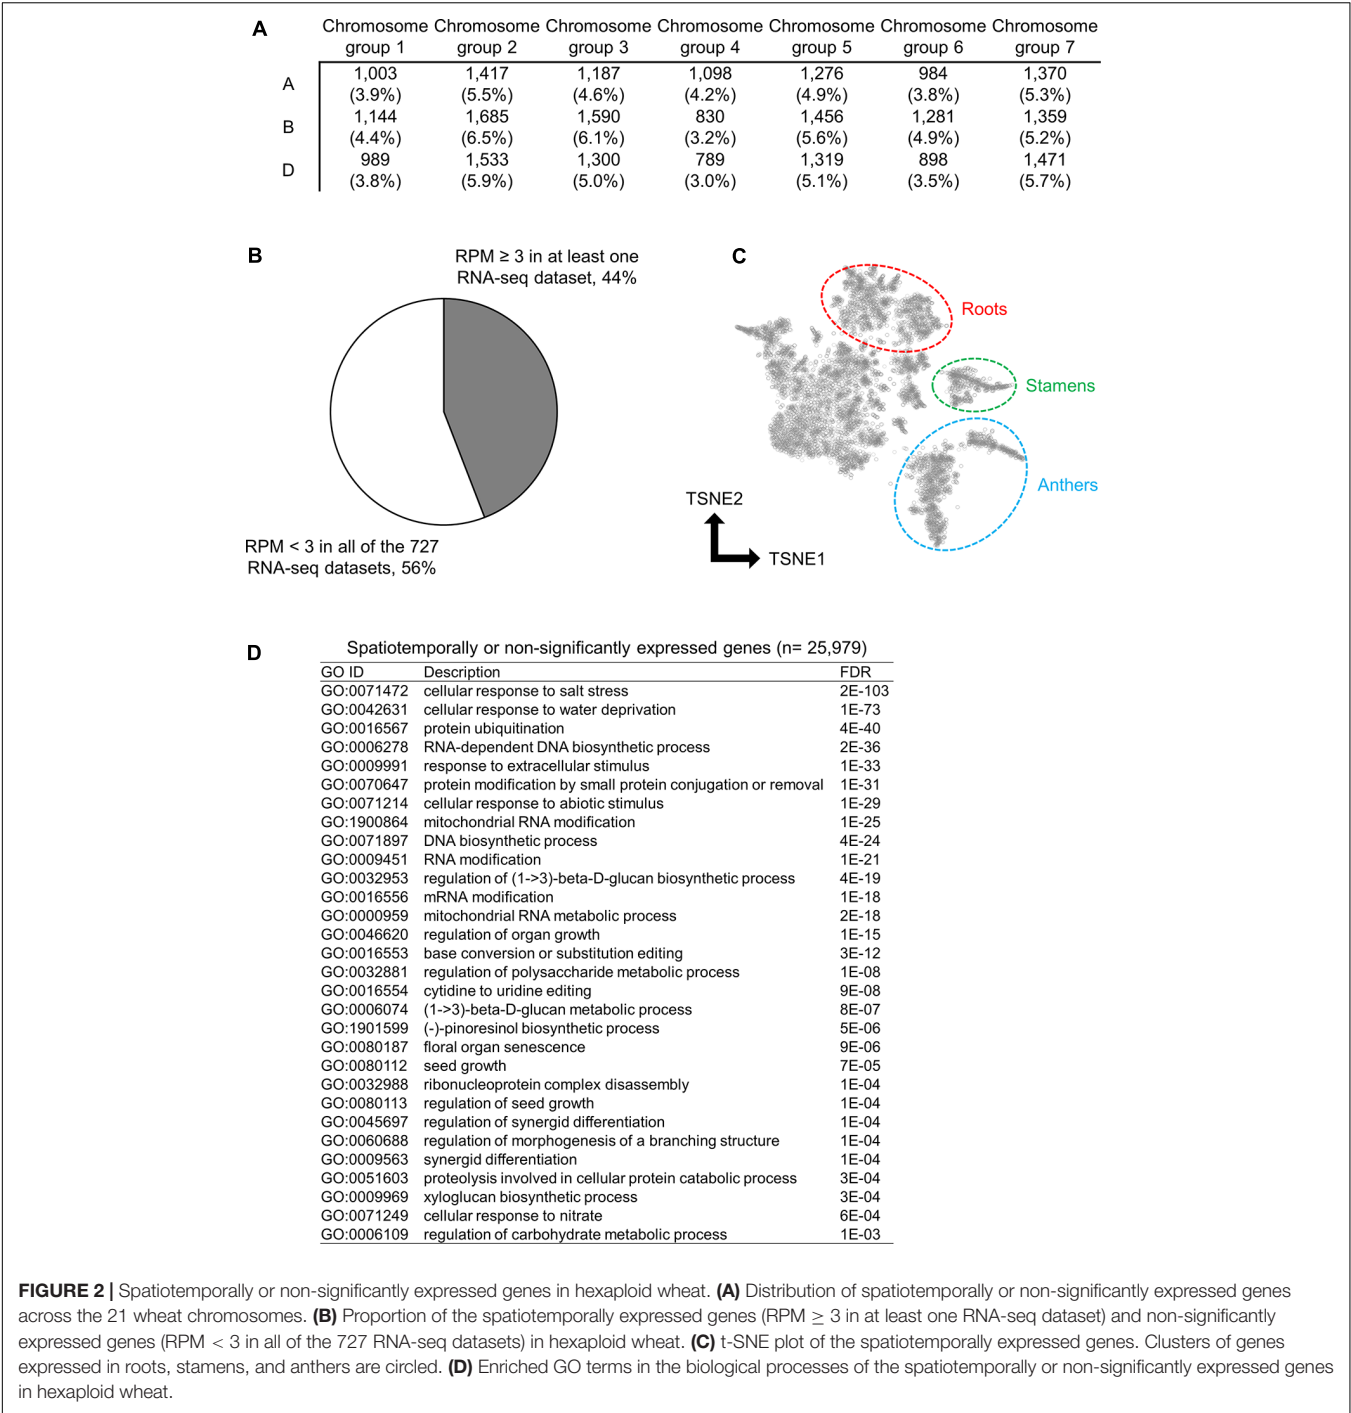 A
Chromosome Chromosome Chromosome Chromosome Chromosome Chromosome Chromosome
group 1 group 2 group 3 group 4 group 5 group 6 group 7
A
1,003 1,417 1,187 1,098 1,276 984 1,370
(3.9%) (5.5%) (4.6%) (4.2%) (4.9%) (3.8%) (5.3%)
B
1,144 1,685 1,590 830 1,456 1,281 1,359
(4.4%) (6.5%) (6.1%) (3.2%) (5.6%) (4.9%) (5.2%)
D
989 1,533 1,300 789 1,319 898 1,471
(3.8%) (5.9%) (5.0%) (3.0%) (5.1%) (3.5%) (5.7%)
B
RPM ≥ 3 in at least one
RNA-seq dataset, 44%
RPM < 3 in all of the 727
RNA-seq datasets, 56%
C
Roots
Stamens
Anthers
TSNE2
TSNE1
D
Spatiotemporally or non-significantly expressed genes (n= 25,979)
GO ID Description FDR
GO:0071472 cellular response to salt stress 2E-103
GO:0042631 cellular response to water deprivation 1E-73
GO:0016567 protein ubiquitination 4E-40
GO:0006278 RNA-dependent DNA biosynthetic process 2E-36
GO:0009991 response to extracellular stimulus 1E-33
GO:0070647 protein modification by small protein conjugation or removal 1E-31
GO:0071214 cellular response to abiotic stimulus 1E-29
GO:1900864 mitochondrial RNA modification 1E-25
GO:0071897 DNA biosynthetic process 4E-24
GO:0009451 RNA modification 1E-21
GO:0032953 regulation of (1->3)-beta-D-glucan biosynthetic process 4E-19
GO:0016556 mRNA modification 1E-18
GO:0000959 mitochondrial RNA metabolic process 2E-18
GO:0046620 regulation of organ growth 1E-15
GO:0016553 base conversion or substitution editing 3E-12
GO:0032881 regulation of polysaccharide metabolic process 1E-08
GO:0016554 cytidine to uridine editing 9E-08
GO:0006074 (1->3)-beta-D-glucan metabolic process 8E-07
GO:1901599 (-)-pinoresinol biosynthetic process 5E-06
GO:0080187 floral organ senescence 9E-06
GO:0080112 seed growth 7E-05
GO:0032988 ribonucleoprotein complex disassembly 1E-04
GO:0080113 regulation of seed growth 1E-04
GO:0045697 regulation of synergid differentiation 1E-04
GO:0060688 regulation of morphogenesis of a branching structure 1E-04
GO:0009563 synergid differentiation 1E-04
GO:0051603 proteolysis involved in cellular protein catabolic process 3E-04
GO:0009969 xyloglucan biosynthetic process 3E-04
GO:0071249 cellular response to nitrate 6E-04
GO:0006109 regulation of carbohydrate metabolic process 1E-03
FIGURE 2 | Spatiotemporally or non-significantly expressed genes in hexaploid wheat. (A) Distribution of spatiotemporally or non-significantly expressed genes
across the 21 wheat chromosomes. (B) Proportion of the spatiotemporally expressed genes (RPM ≥ 3 in at least one RNA-seq dataset) and non-significantly
expressed genes (RPM < 3 in all of the 727 RNA-seq datasets) in hexaploid wheat. (C) t-SNE plot of the spatiotemporally expressed genes. Clusters of genes
expressed in roots, stamens, and anthers are circled. (D) Enriched GO terms in the biological processes of the spatiotemporally or non-significantly expressed genes
in hexaploid wheat.